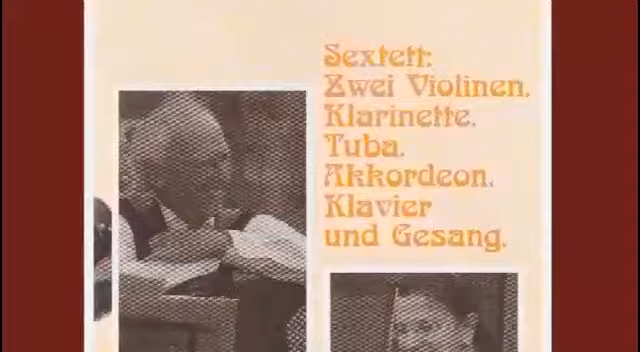 Sextett:
Zwei Violinen.
Klarinette.
Tuba.
Akkordeon.
Klavier
und Gesang.